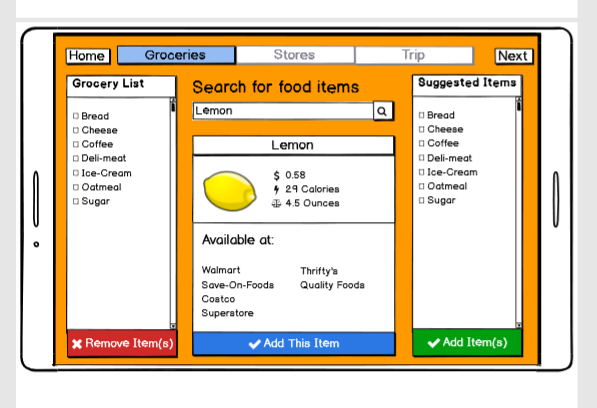 Home
Groceries
Stores
Trip
Next
Grocery List
Bread
Cheese
Coffee
Deli-meat
Ice-Cream
Oatmeal
Sugar
Remove Item(s)
Search for food items
Lemon
Lemon
$ 0.58
29 Calories
4.5 Ounces
Available at:
Walmart
Save-On-Foods
Costco
Superstore
Thrifty's
Quality Foods
Add This Item
Suggested Items
Bread
Cheese
Coffee
Deli-meat
Ice-Cream
Oatmeal
Sugar
Add Item(s)